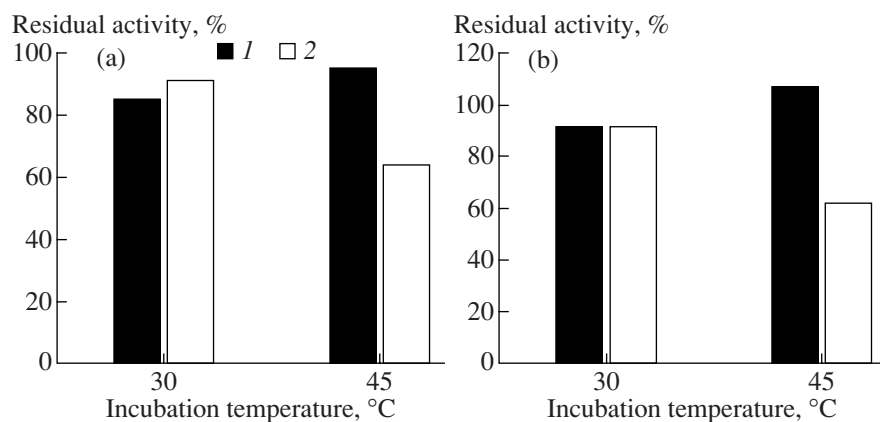 Residual activity, %
100
80
60
40
20
0
(a)
1 2
30 45
Incubation temperature, °C
Residual activity, %
120
100
80
60
40
20
0
(b)
30 45
Incubation temperature, °C